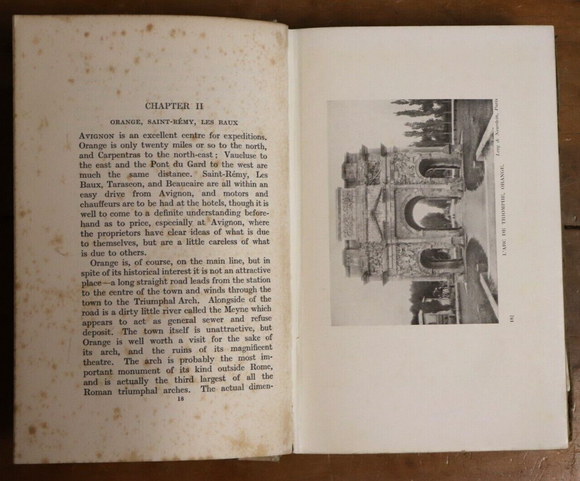 CHAPTER II
ORANGE, SAINT-RÉMY, LES BAUX
AVIGNON is an excellent centre for expeditions.
Orange is only twenty miles or so to the north,
and Carpentras to the north-east; Vaucluse to
the east and the Pont du Gard to the west are
much the same distance. Saint-Rémy, Les
Baux, Tarascon, and Beaucaire are all within an
easy drive from Avignon, and motors and
chauffeurs are to be had at the hotels, though it is
well to come to a definite understanding before-
hand as to price, especially at Avignon, where
the proprietors have clear ideas of what is due
to themselves, but are a little careless of what
is due to others.
Orange is, of course, on the main line, but in
spite of its historical interest it is not an attractive
place—a long straight road leads from the station
to the centre of the town and winds through the
town to the Triumphal Arch. Alongside of the
road is a dirty little river called the Meyne which
appears to act as general sewer and refuse
deposit. The town itself is unattractive, but
Orange is well worth a visit for the sake of
its arch, and the ruins of its magnificent
theatre. The arch is probably the most im-
portant monument of its kind outside Rome,
and is actually the third largest of all the
Roman triumphal arches. The actual dimen-
18
L'ARC DE TRIOMPHE, ORANGE.
Paris